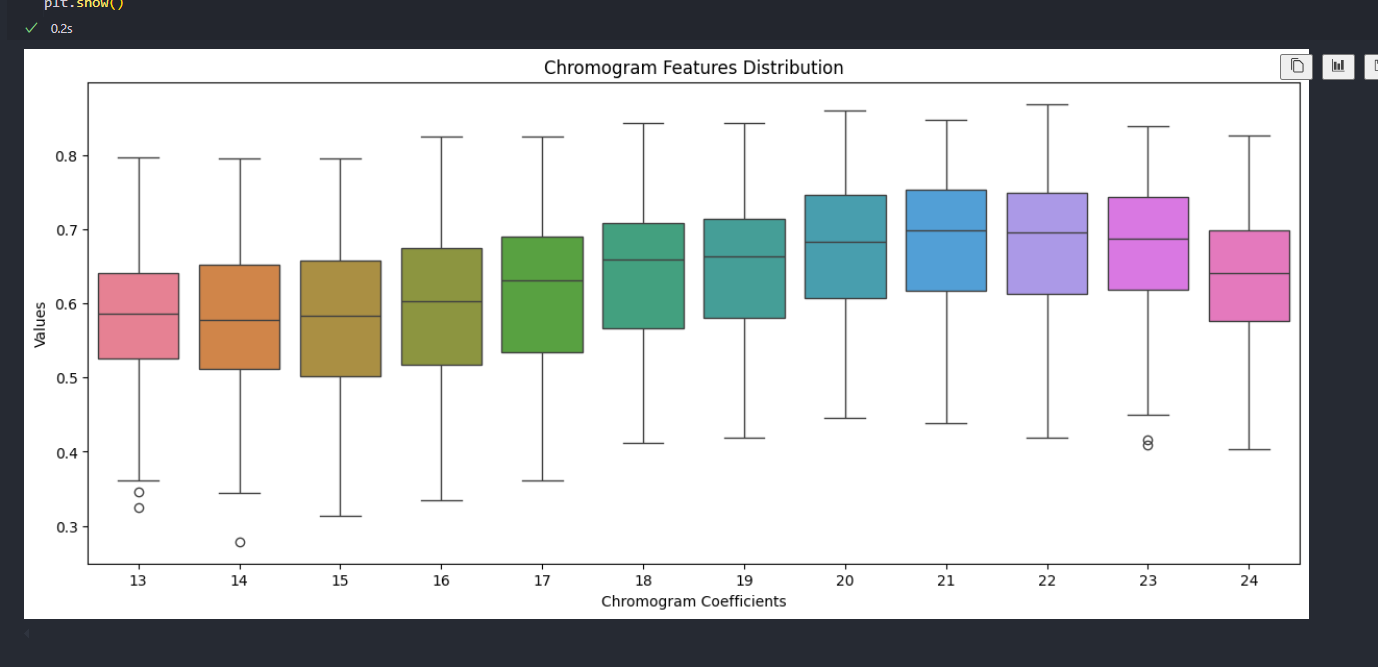 plt.show()
0.2s
Chromogram Features Distribution
Values
0.8
0.7
0.6
0.5
0.4
0.3
13 14 15 16 17 18 19 20 21 22 23 24
Chromogram Coefficients